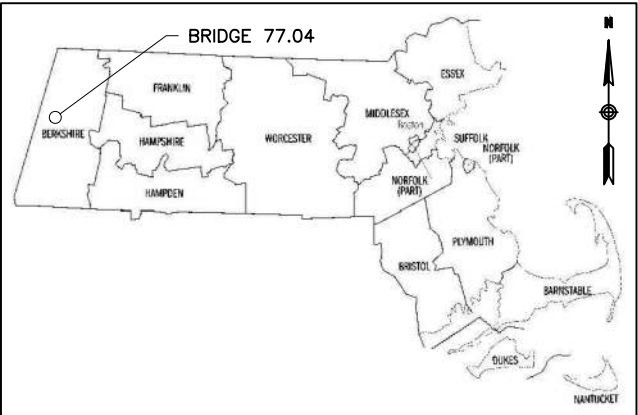 BRIDGE 77.04
N
ESSEX
FRANKLIN
MIDDLESEX
Boston
BERKSHIRE
HAMPSHIRE
WORCESTER
SUFFOLK
NORFOLK
(PART)
HAMPDEN
NORFOLK
(PART)
PLYMOUTH
BRISTOL
BARNSTABLE
DUKES
NANTUCKET